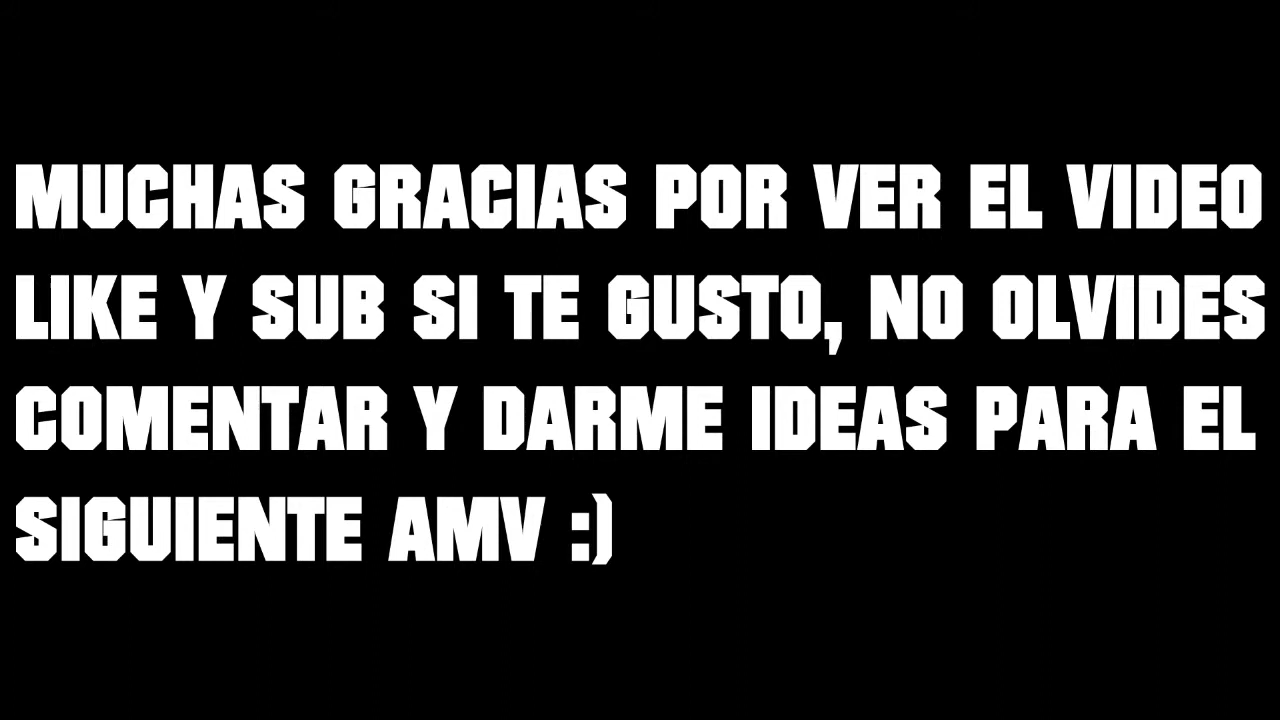 MUCHAS GRACIAS POR VER EL VIDEO
LIKE Y SUB SI TE GUSTO, NO OLVIDES
COMENTAR Y DARME IDEAS PARA EL
SIGUIENTE AMV :)